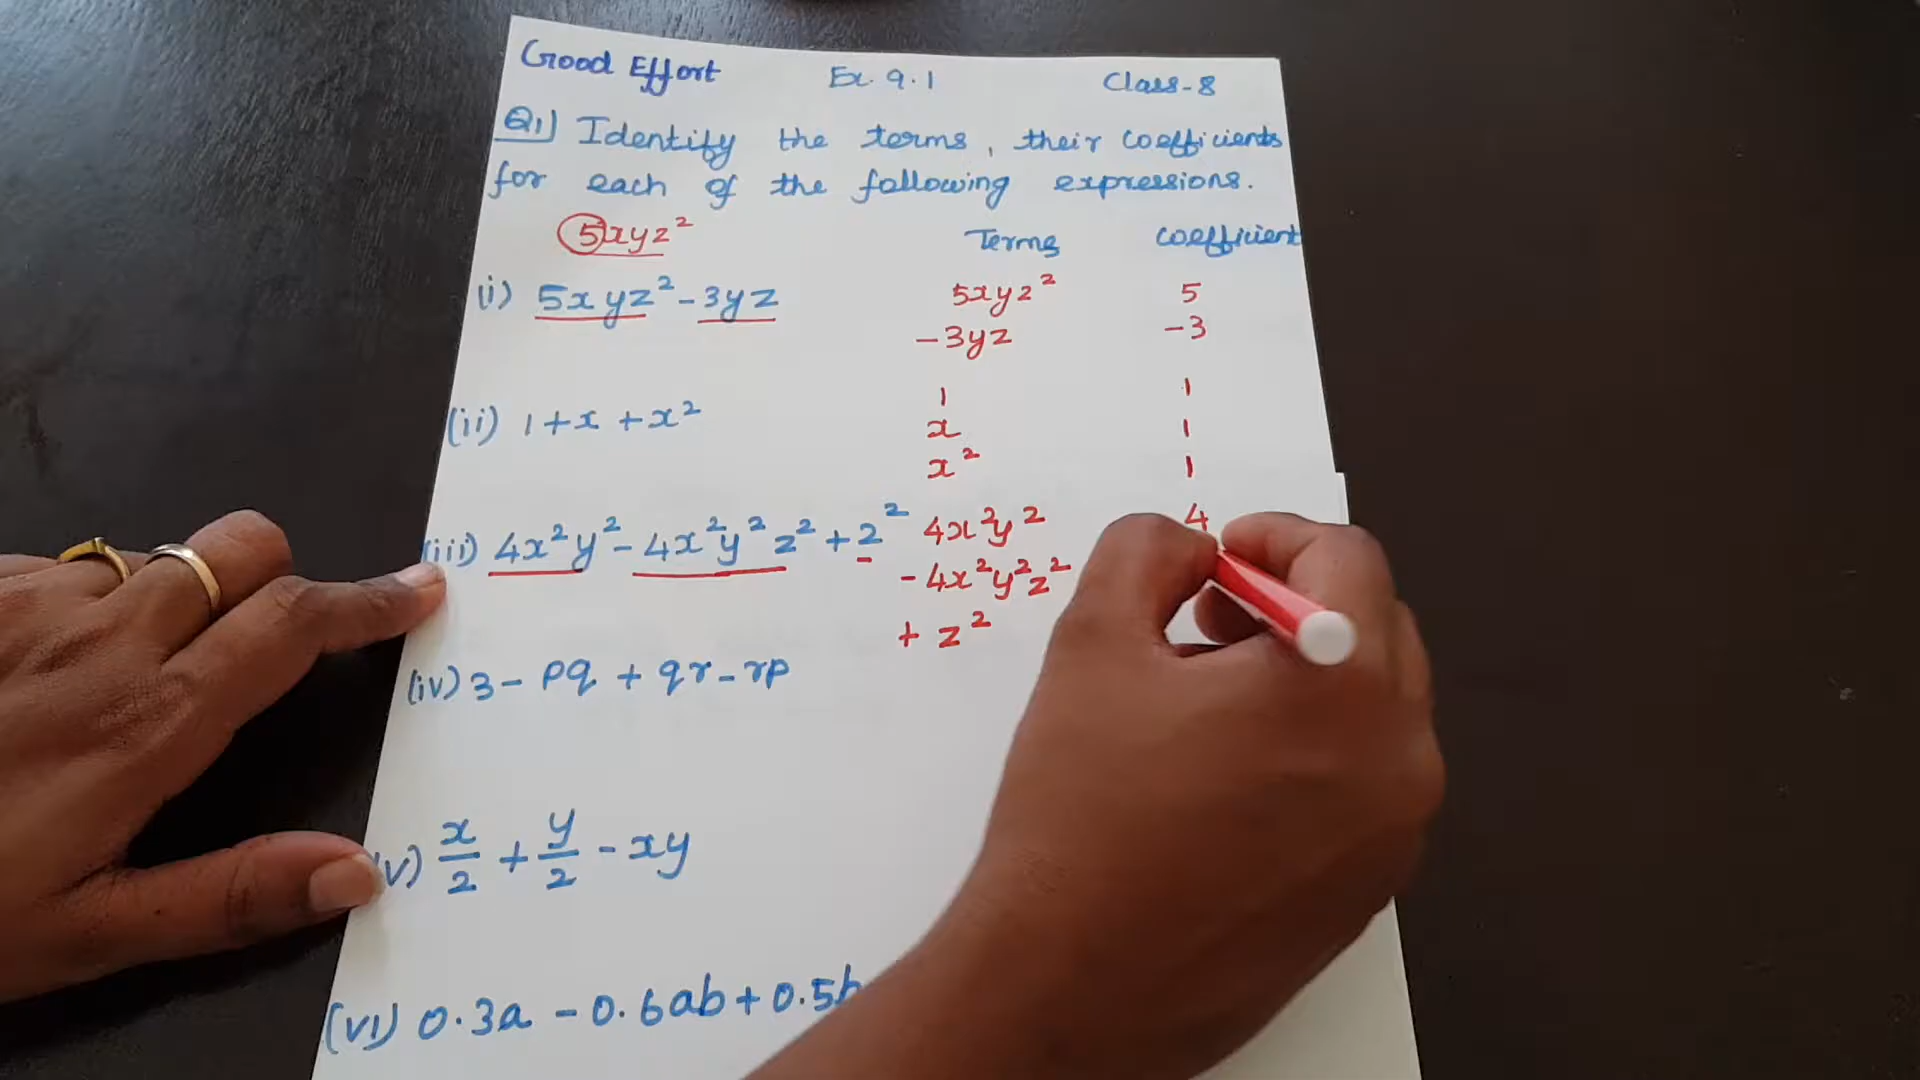 Good Effort Ex. 9.1 Class-8
Q1) Identify the terms, their coefficients
for each of the following expressions.
5xyz² Terms coefficient
(i) 5xyz² - 3yz 5xyz² 5
-3yz -3
1 1
(ii) 1 + x + x² x 1
x² 1
(iii) 4x²y² - 4x²y²z² + z² 4x²y² 4
-4x²y²z²
+ z²
(iv) 3 - pq + qr - rp
(v) x/2 + y/2 - xy
(vi) 0.3a - 0.6ab + 0.5b